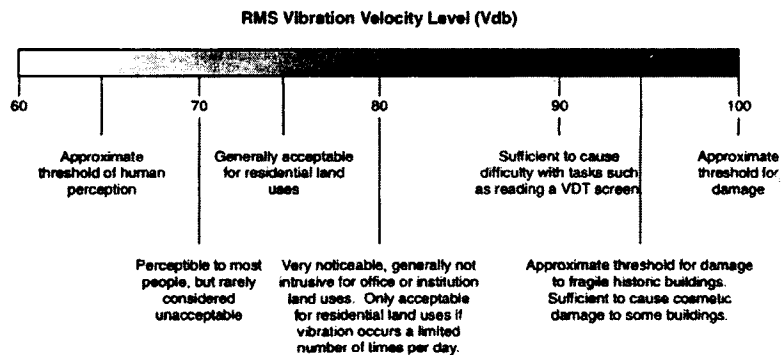 RMS Vibration Velocity Level (Vdb)
60
70
80
90
100
Approximate
threshold of human
perception
Generally acceptable
for residential land
uses
Sufficient to cause
difficulty with tasks such
as reading a VDT screen
Approximate
threshold for
damage
Perceptible to most
people, but rarely
considered
unacceptable
Very noticeable, generally not
intrusive for office or institution
land uses. Only acceptable
for residential land uses if
vibration occurs a limited
number of times per day.
Approximate threshold for damage
to fragile historic buildings.
Sufficient to cause cosmetic
damage to some buildings.